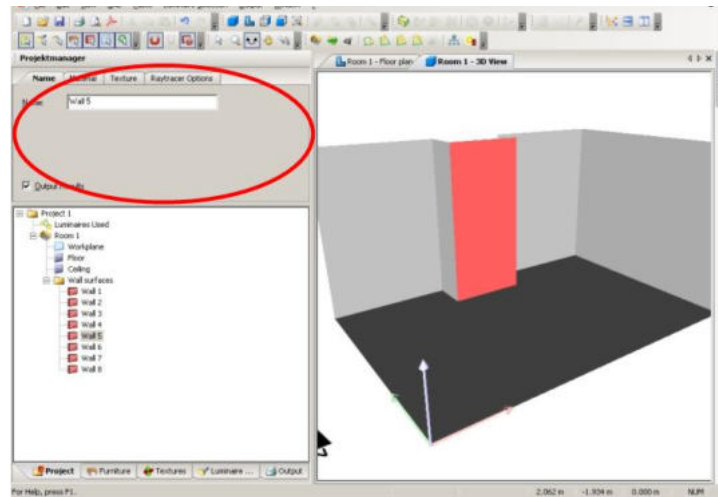 Projektmanager
Name Material Texture Raytracer Options
Name Wall 5
Output Results
Project 1
Luminaires Used
Room 1
Workplane
Floor
Ceiling
Wall surfaces
Wall 1
Wall 2
Wall 3
Wall 4
Wall 5
Wall 6
Wall 7
Wall 8
Project Furniture Textures Luminaire ... Output
Room 1 - Floor plan Room 1 - 3D View
For Help, press F1.
2.062 m -1.934 m 0.000 m NUM